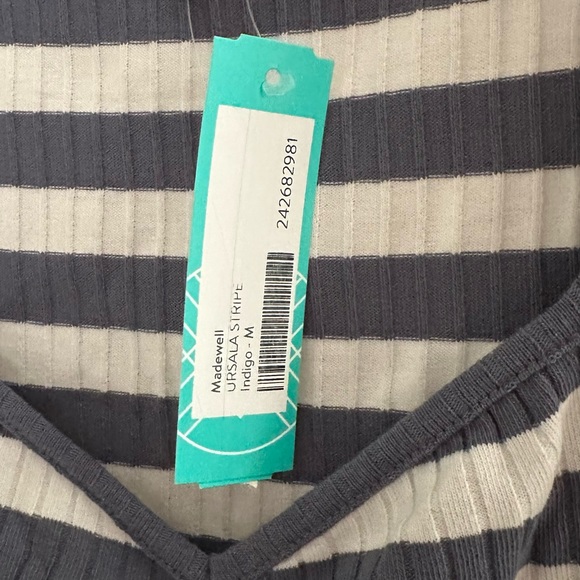 Madewell
URSALA STRIPE
Indigo - M
242682981